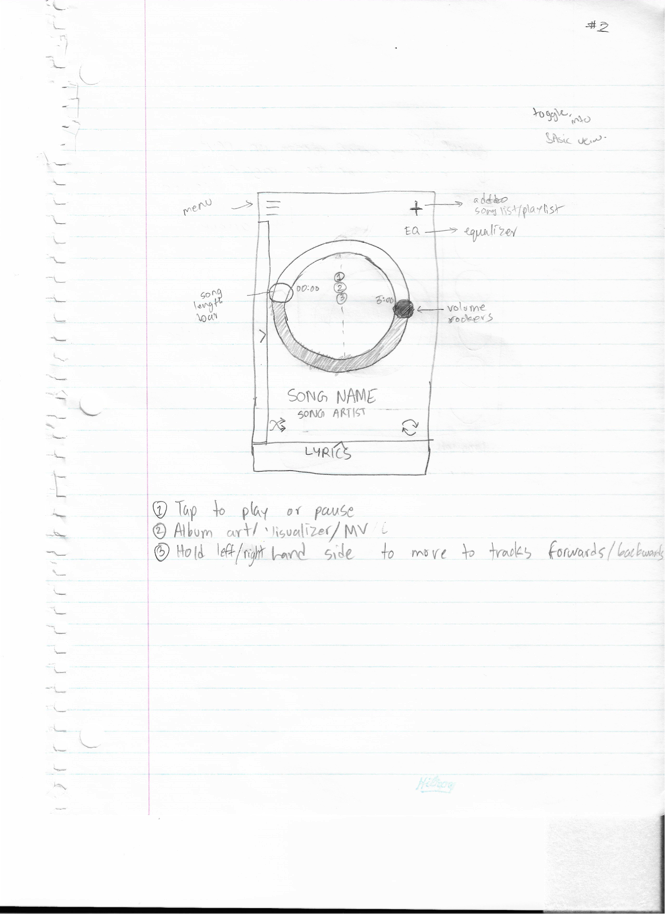 #2
toggle into
basic view.
menu
add to
song list/playlist
EQ
equalizer
song
length
bar
00:00
1
2
3
3:00
volume
rockers
SONG NAME
SONG ARTIST
LYRICS
① Tap to play or pause
② Album art/Visualizer/MV
③ Hold left/right hand side to move to tracks forwards/backwards
Hilroy